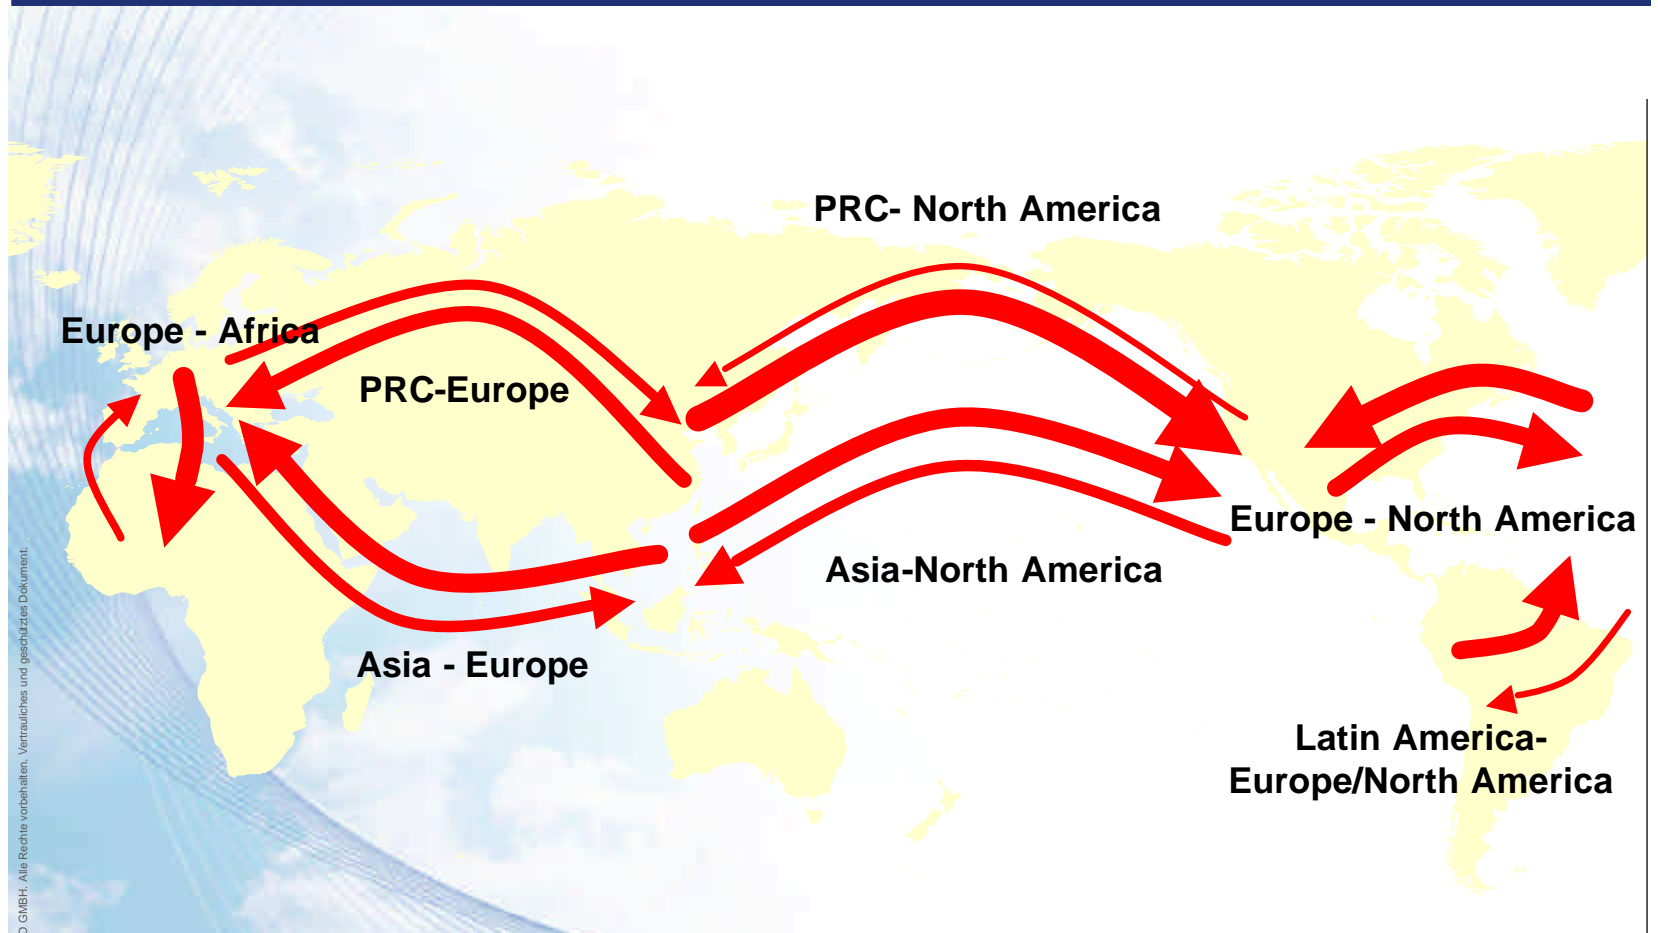 PRC- North America
Europe - Africa
PRC-Europe
Europe - North America
Asia-North America
Asia - Europe
Latin America-
Europe/North America
GMBH. Alle Rechte vorbehalten. Vertrauliches und geschütztes Dokument.